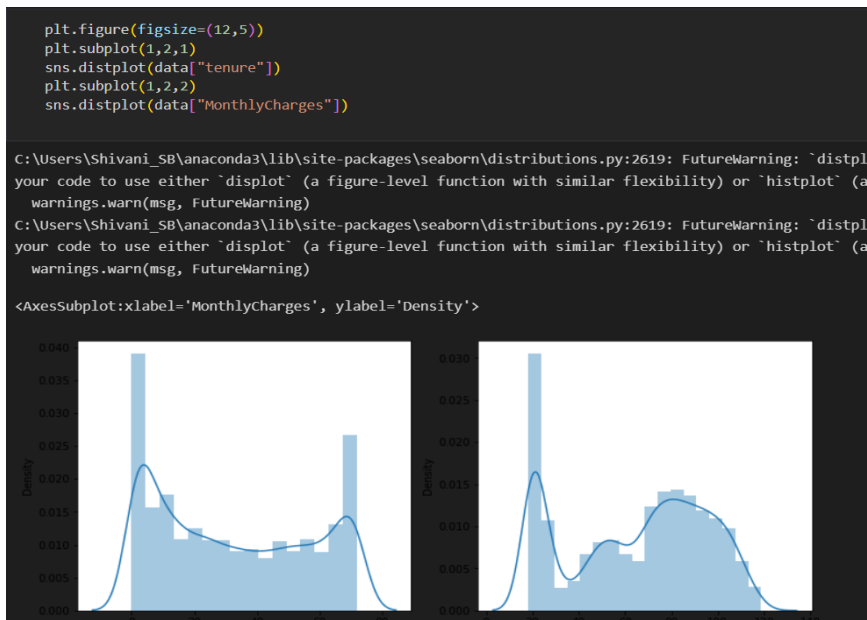 plt.figure(figsize=(12,5))
plt.subplot(1,2,1)
sns.distplot(data["tenure"])
plt.subplot(1,2,2)
sns.distplot(data["MonthlyCharges"])
C:\Users\Shivani_SB\anaconda3\lib\site-packages\seaborn\distributions.py:2619: FutureWarning: `distpl
your code to use either `displot` (a figure-level function with similar flexibility) or `histplot` (a
warnings.warn(msg, FutureWarning)
C:\Users\Shivani_SB\anaconda3\lib\site-packages\seaborn\distributions.py:2619: FutureWarning: `distpl
your code to use either `displot` (a figure-level function with similar flexibility) or `histplot` (a
warnings.warn(msg, FutureWarning)
<AxesSubplot:xlabel='MonthlyCharges', ylabel='Density'>
0.040
0.035
0.030
0.025
0.020
0.015
0.010
0.005
0.000
Density
0.030
0.025
0.020
0.015
0.010
0.005
0.000
Density